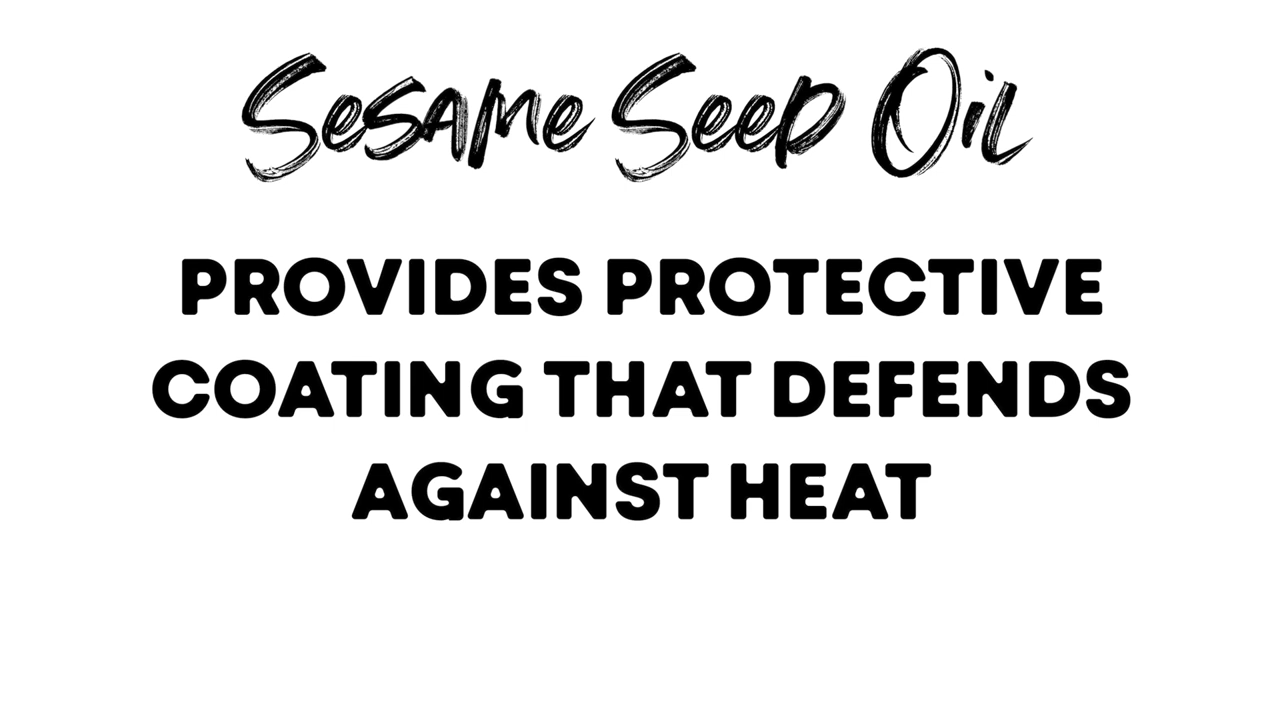 Sesame Seed Oil
PROVIDES PROTECTIVE
COATING THAT DEFENDS
AGAINST HEAT